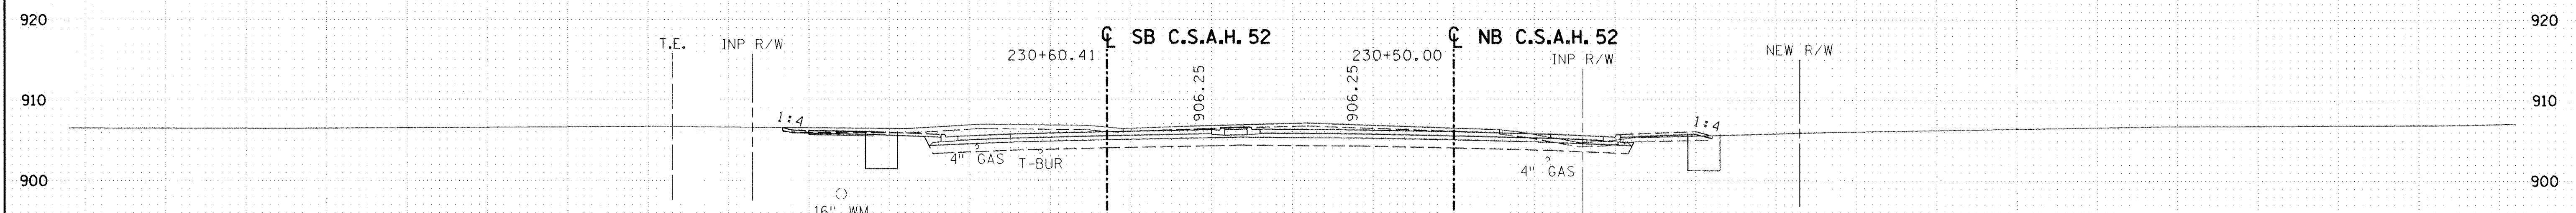 920
920
T.E.
INP R/W
℄ SB C.S.A.H. 52
230+60.41
℄ NB C.S.A.H. 52
230+50.00
INP R/W
NEW R/W
906.25
906.25
910
910
1:4
1:4
4" GAS
T-BUR
4" GAS
900
900
16" WM